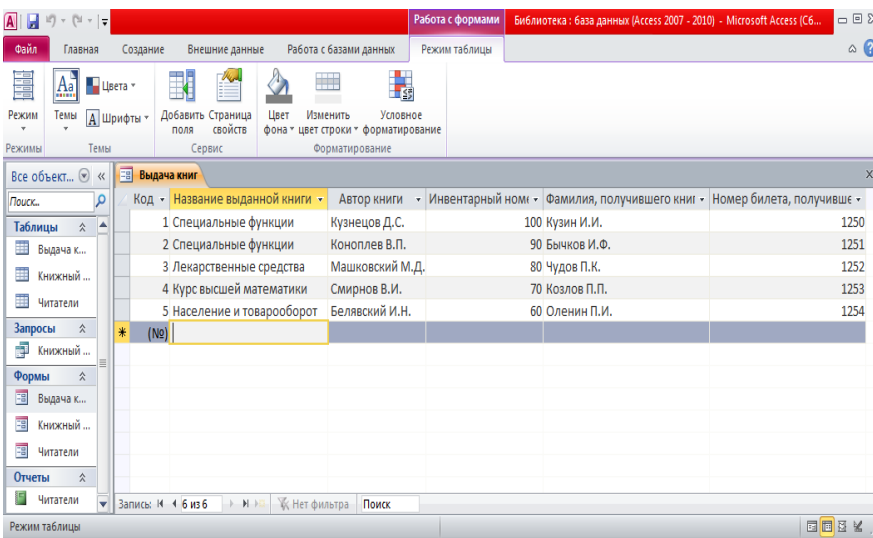 A
Работа с формами
Библиотека : база данных (Access 2007 - 2010) - Microsoft Access (Сб...
Файл Главная Создание Внешние данные Работа с базами данных Режим таблицы
Режим
Темы
Цвета
Шрифты
Добавить поля
Страница свойств
Цвет фона
Изменить цвет строки
Условное форматирование
Режимы Темы Сервис Форматирование
Все объект... «
Выдача книг
Поиск...
Код Название выданной книги Автор книги Инвентарный номе Фамилия, получившего книг Номер билета, получивше
1 Специальные функции Кузнецов Д.С. 100 Кузин И.И. 1250
2 Специальные функции Коноплев В.П. 90 Бычков И.Ф. 1251
3 Лекарственные средства Машковский М.Д. 80 Чудов П.К. 1252
4 Курс высшей математики Смирнов В.И. 70 Козлов П.П. 1253
5 Население и товарооборот Белявский И.Н. 60 Оленин П.И. 1254
* (№)
Таблицы
Выдача к...
Книжный ...
Читатели
Запросы
Книжный ...
Формы
Выдача к...
Книжный ...
Читатели
Отчеты
Читатели
Запись: 6 из 6 Нет фильтра Поиск
Режим таблицы